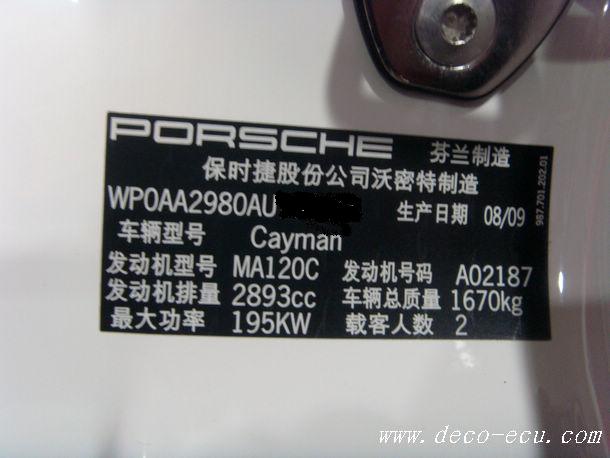 PORSCHE 芬兰制造
保时捷股份公司沃密特制造
WP0AA2980AU 生产日期 08/09
车辆型号 Cayman
发动机型号 MA120C 发动机号码 A02187
发动机排量 2893cc 车辆总质量 1670kg
最大功率 195KW 载客人数 2
987.701.202.01
www.deco-ecu.com